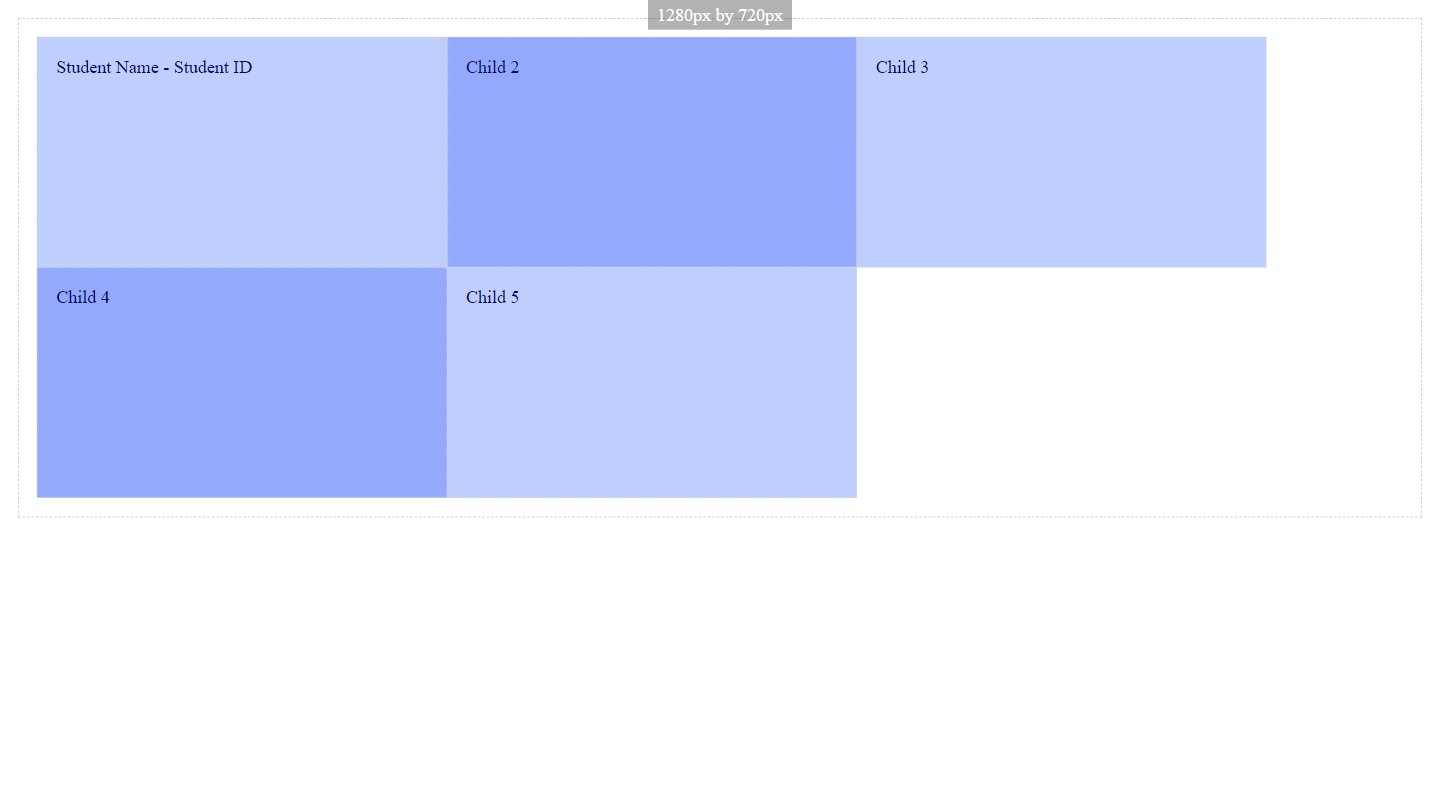 1280px by 720px
Student Name - Student ID
Child 2
Child 3
Child 4
Child 5